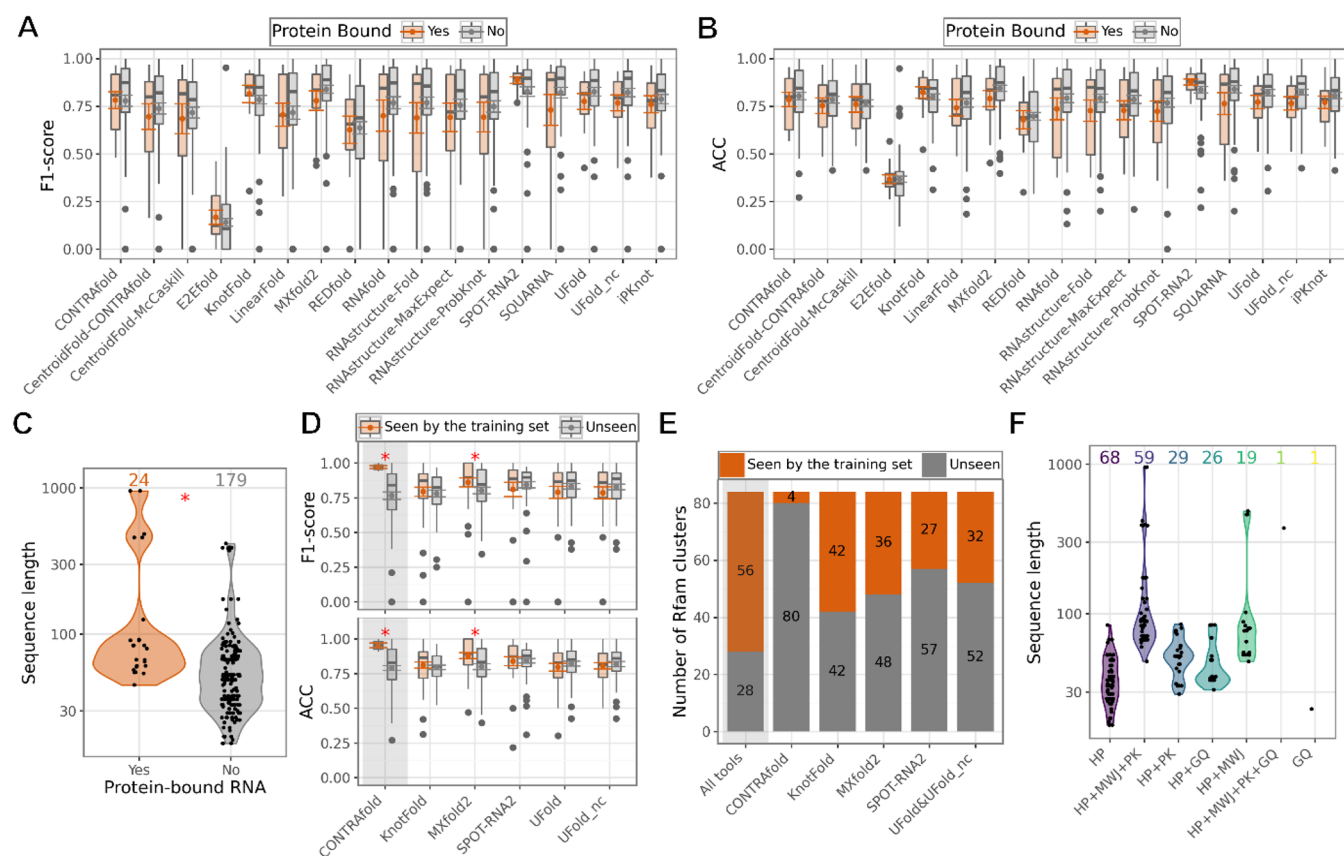 A
Protein Bound Yes No
F1-score
1.00
0.75
0.50
0.25
0.00
CONTRAfold
CentroidFold-CONTRAfold
CentroidFold-McCaskill
E2Efold
KnotFold
LinearFold
MXfold2
REDfold
RNAfold
RNAstructure-Fold
RNAstructure-MaxExpect
RNAstructure-ProbKnot
SPOT-RNA2
SQUARNA
UFold
UFold_nc
iPKnot
B
Protein Bound Yes No
ACC
1.00
0.75
0.50
0.25
0.00
CONTRAfold
CentroidFold-CONTRAfold
CentroidFold-McCaskill
E2Efold
KnotFold
LinearFold
MXfold2
REDfold
RNAfold
RNAstructure-Fold
RNAstructure-MaxExpect
RNAstructure-ProbKnot
SPOT-RNA2
SQUARNA
UFold
UFold_nc
iPKnot
C
24 * 179
Sequence length
1000
300
100
30
Yes No
Protein-bound RNA
D
Seen by the training set Unseen
F1-score
* *
1.00
0.75
0.50
0.25
0.00
ACC
* *
1.00
0.75
0.50
0.25
0.00
CONTRAfold
KnotFold
MXfold2
SPOT-RNA2
UFold
UFold_nc
E
Seen by the training set
Unseen
Number of Rfam clusters
80
60
40
20
0
56 4 42 36 27 32
28 80 42 48 57 52
All tools
CONTRAfold
KnotFold
MXfold2
SPOT-RNA2
UFold&UFold_nc
F
68 59 29 26 19 1 1
Sequence length
1000
300
100
30
HP
HP+MWJ+PK
HP+PK
HP+GQ
HP+MWJ
HP+MWJ+PK+GQ
GQ